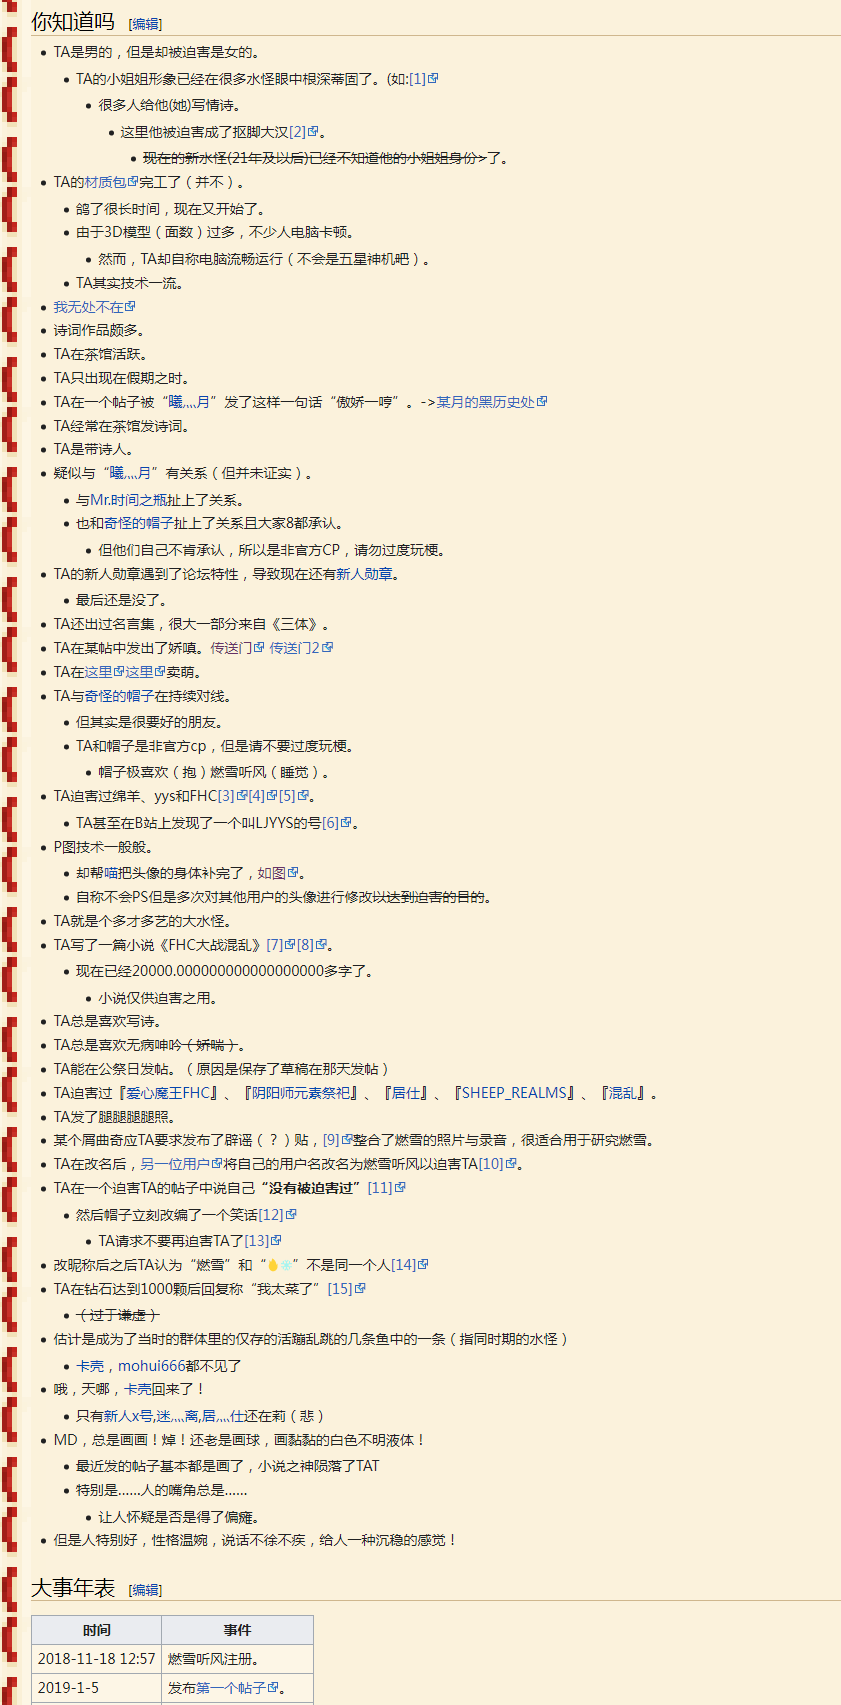 你知道吗 [编辑]
TA是男的，但是却被迫害是女的。
TA的小姐姐形象已经在很多水怪眼中根深蒂固了。(如:[1]
很多人给他(她)写情诗。
这里他被迫害成了抠脚大汉[2]。
现在的新水怪(21年及以后)已经不知道他的小姐姐身份>了。
TA的材质包完工了（并不）。
鸽了很长时间，现在又开始了。
由于3D模型（面数）过多，不少人电脑卡顿。
然而，TA却自称电脑流畅运行（不会是五星神机吧）。
TA其实技术一流。
我无处不在
诗词作品颇多。
TA在茶馆活跃。
TA只出现在假期之时。
TA在一个帖子被“曦灬月”发了这样一句话“傲娇一哼”。->某月的黑历史处
TA经常在茶馆发诗词。
TA是带诗人。
疑似与“曦灬月”有关系（但并未证实）。
与Mr.时间之瓶扯上了关系。
也和奇怪的帽子扯上了关系且大家8都承认。
但他们自己不肯承认，所以是非官方CP，请勿过度玩梗。
TA的新人勋章遇到了论坛特性，导致现在还有新人勋章。
最后还是没了。
TA还出过名言集，很大一部分来自《三体》。
TA在某帖中发出了娇嗔。传送门 传送门2
TA在这里这里卖萌。
TA与奇怪的帽子在持续对线。
但其实是很要好的朋友。
TA和帽子是非官方cp，但是请不要过度玩梗。
帽子极喜欢（抱）燃雪听风（睡觉）。
TA迫害过绵羊、yys和FHC[3][4][5]。
TA甚至在B站上发现了一个叫LJYYS的号[6]。
P图技术一般般。
却帮喵把头像的身体补完了，如图。
自称不会PS但是多次对其他用户的头像进行修改以达到迫害的目的。
TA就是个多才多艺的大水怪。
TA写了一篇小说《FHC大战混乱》[7][8]。
现在已经20000.000000000000000000多字了。
小说仅供迫害之用。
TA总是喜欢写诗。
TA总是喜欢无病呻吟（娇喘）。
TA能在公祭日发帖。（原因是保存了草稿在那天发帖）
TA迫害过『爱心魔王FHC』、『阴阳师元素祭祀』、『居仕』、『SHEEP_REALMS』、『混乱』。
TA发了腿腿腿腿照。
某个屑曲奇应TA要求发布了辟谣（？）贴，[9]整合了燃雪的照片与录音，很适合用于研究燃雪。
TA在改名后，另一位用户将自己的用户名改名为燃雪听风以迫害TA[10]。
TA在一个迫害TA的帖子中说自己“没有被迫害过”[11]
然后帽子立刻改编了一个笑话[12]
TA请求不要再迫害TA了[13]
改昵称后之后TA认为“燃雪”和“🔥❄”不是同一个人[14]
TA在钻石达到1000颗后回复称“我太菜了”[15]
（过于谦虚）
估计是成为了当时的群体里的仅存的活蹦乱跳的几条鱼中的一条（指同时期的水怪）
卡壳，mohui666都不见了
哦，天哪，卡壳回来了！
只有新人x号,迷灬离,居灬仕还在莉（悲）
MD，总是画画！焯！还老是画球，画黏黏的白色不明液体！
最近发的帖子基本都是画了，小说之神陨落了TAT
特别是……人的嘴角总是……
让人怀疑是否是得了偏瘫。
但是人特别好，性格温婉，说话不徐不疾，给人一种沉稳的感觉！
大事年表 [编辑]
时间 事件
2018-11-18 12:57 燃雪听风注册。
2019-1-5 发布第一个帖子。